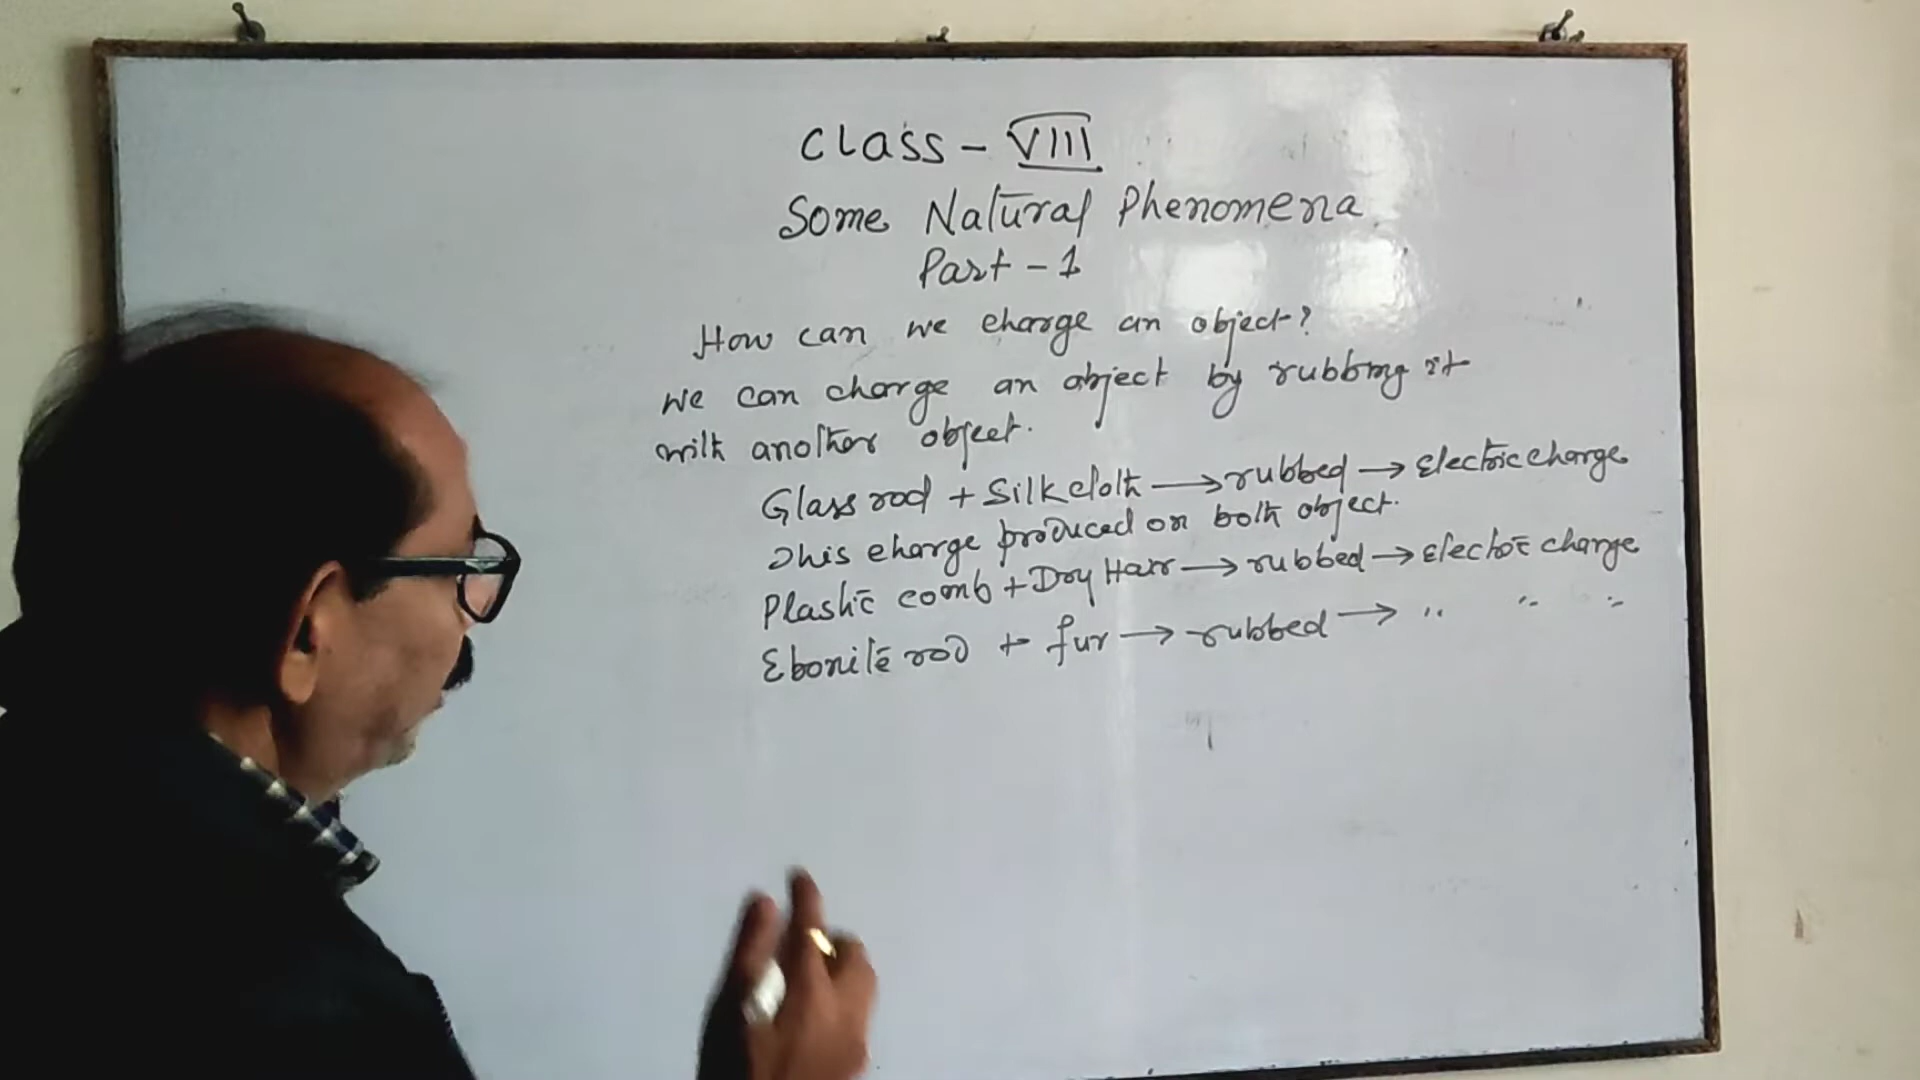 Class - VIII
Some Natural Phenomena
Part - 1
How can we charge an object?
We can charge an object by rubbing it
with another object.
Glass rod + Silk cloth → rubbed → Electric charge
This charge produced on both object.
Plastic comb + Dry Hair → rubbed → Electric charge
Ebonite rod + fur → rubbed → " " "